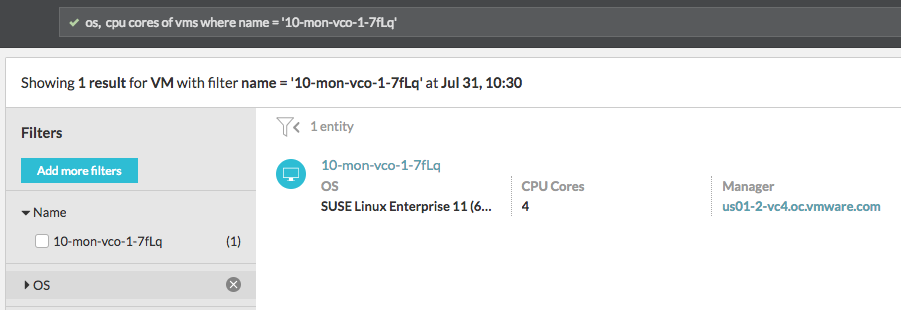 os, cpu cores of vms where name = '10-mon-vco-1-7fLq'
Showing 1 result for VM with filter name = '10-mon-vco-1-7fLq' at Jul 31, 10:30
Filters
Add more filters
Name
10-mon-vco-1-7fLq (1)
OS
1 entity
10-mon-vco-1-7fLq
OS CPU Cores Manager
SUSE Linux Enterprise 11 (6... 4 us01-2-vc4.oc.vmware.com